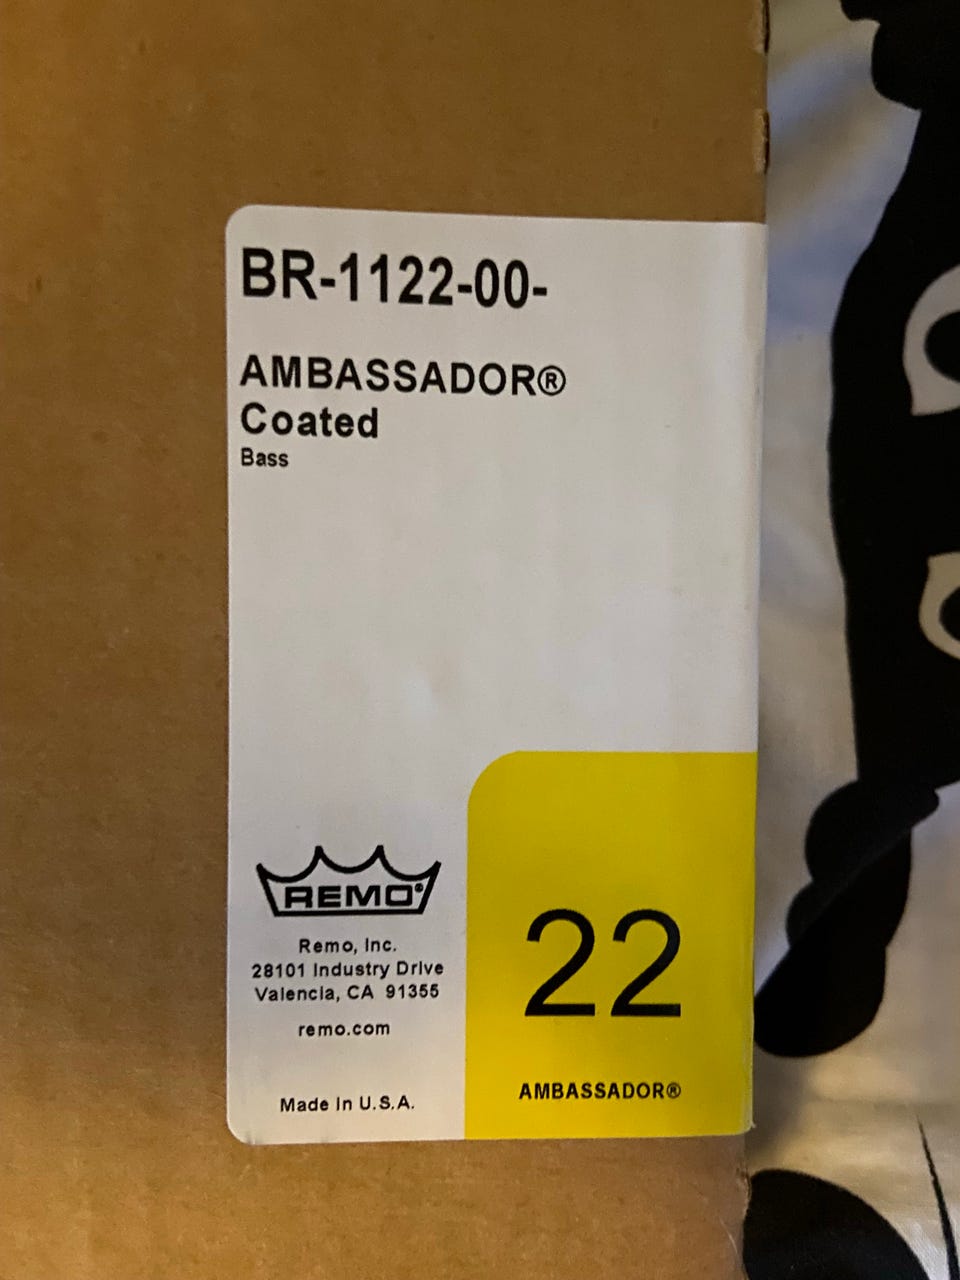 BR-1122-00-
AMBASSADOR®
Coated
Bass
REMO®
Remo, Inc.
28101 Industry Drive
Valencia, CA 91355
remo.com
Made In U.S.A.
22
AMBASSADOR®